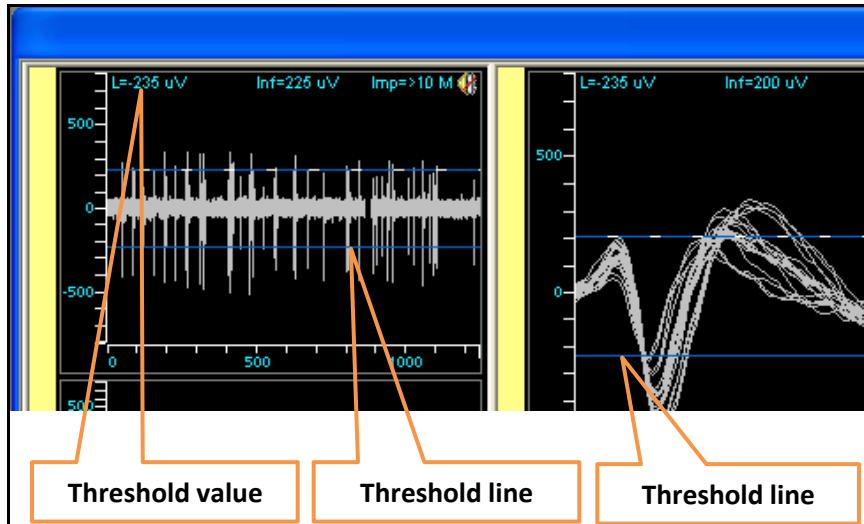 L=-235 uV Inf=225 uV Imp=>10 M
500
0
-500
0 500 1000
500
L=-235 uV Inf=200 uV
500
0
Threshold value
Threshold line
Threshold line